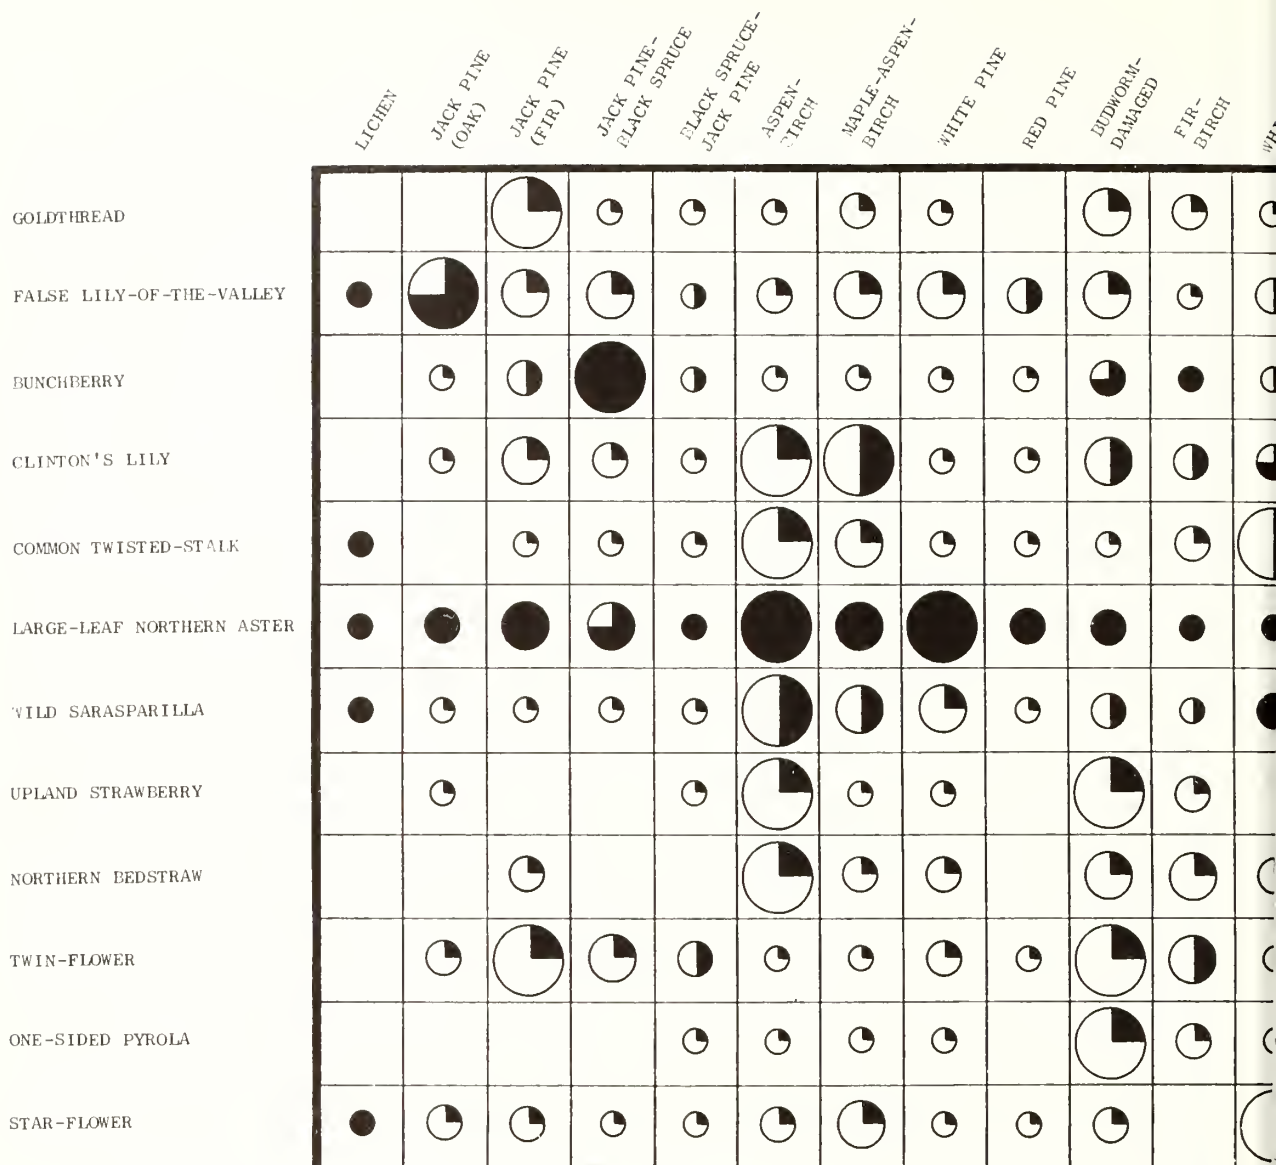 LICHEN
JACK PINE
(OAK)
JACK PINE
(FIR)
JACK PINE-
BLACK SPRUCE
BLACK SPRUCE-
JACK PINE
ASPEN-
BIRCH
MAPLE-ASPEN-
BIRCH
WHITE PINE
RED PINE
BUDWORM-
DAMAGED
FIR-
BIRCH
GOLDTHREAD
FALSE LILY-OF-THE-VALLEY
BUNCHBERRY
CLINTON'S LILY
COMMON TWISTED-STALK
LARGE-LEAF NORTHERN ASTER
WILD SARASPARILLA
UPLAND STRAWBERRY
NORTHERN BEDSTRAW
TWIN-FLOWER
ONE-SIDED PYROLA
STAR-FLOWER